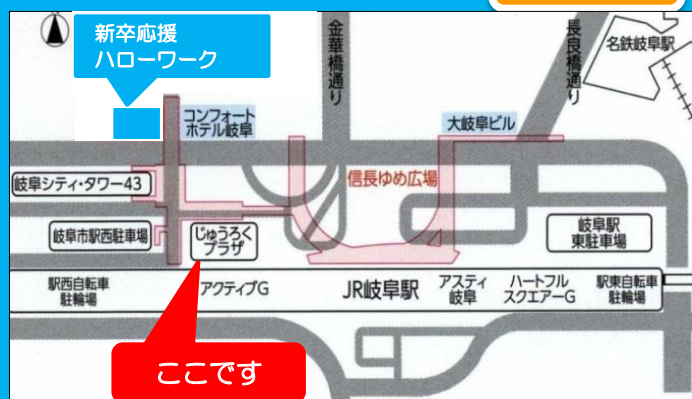 新卒応援
ハローワーク
金華橋通り
長良橋通り
名鉄岐阜駅
コンフォート
ホテル岐阜
大岐阜ビル
岐阜シティ・タワー43
信長ゆめ広場
岐阜市駅西駐車場
じゅうろく
プラザ
岐阜駅
東駐車場
駅西自転車
駐輪場
アクティブG
JR岐阜駅
アスティ
岐阜
ハートフル
スクエアーG
駅東自転車
駐輪場
ここです